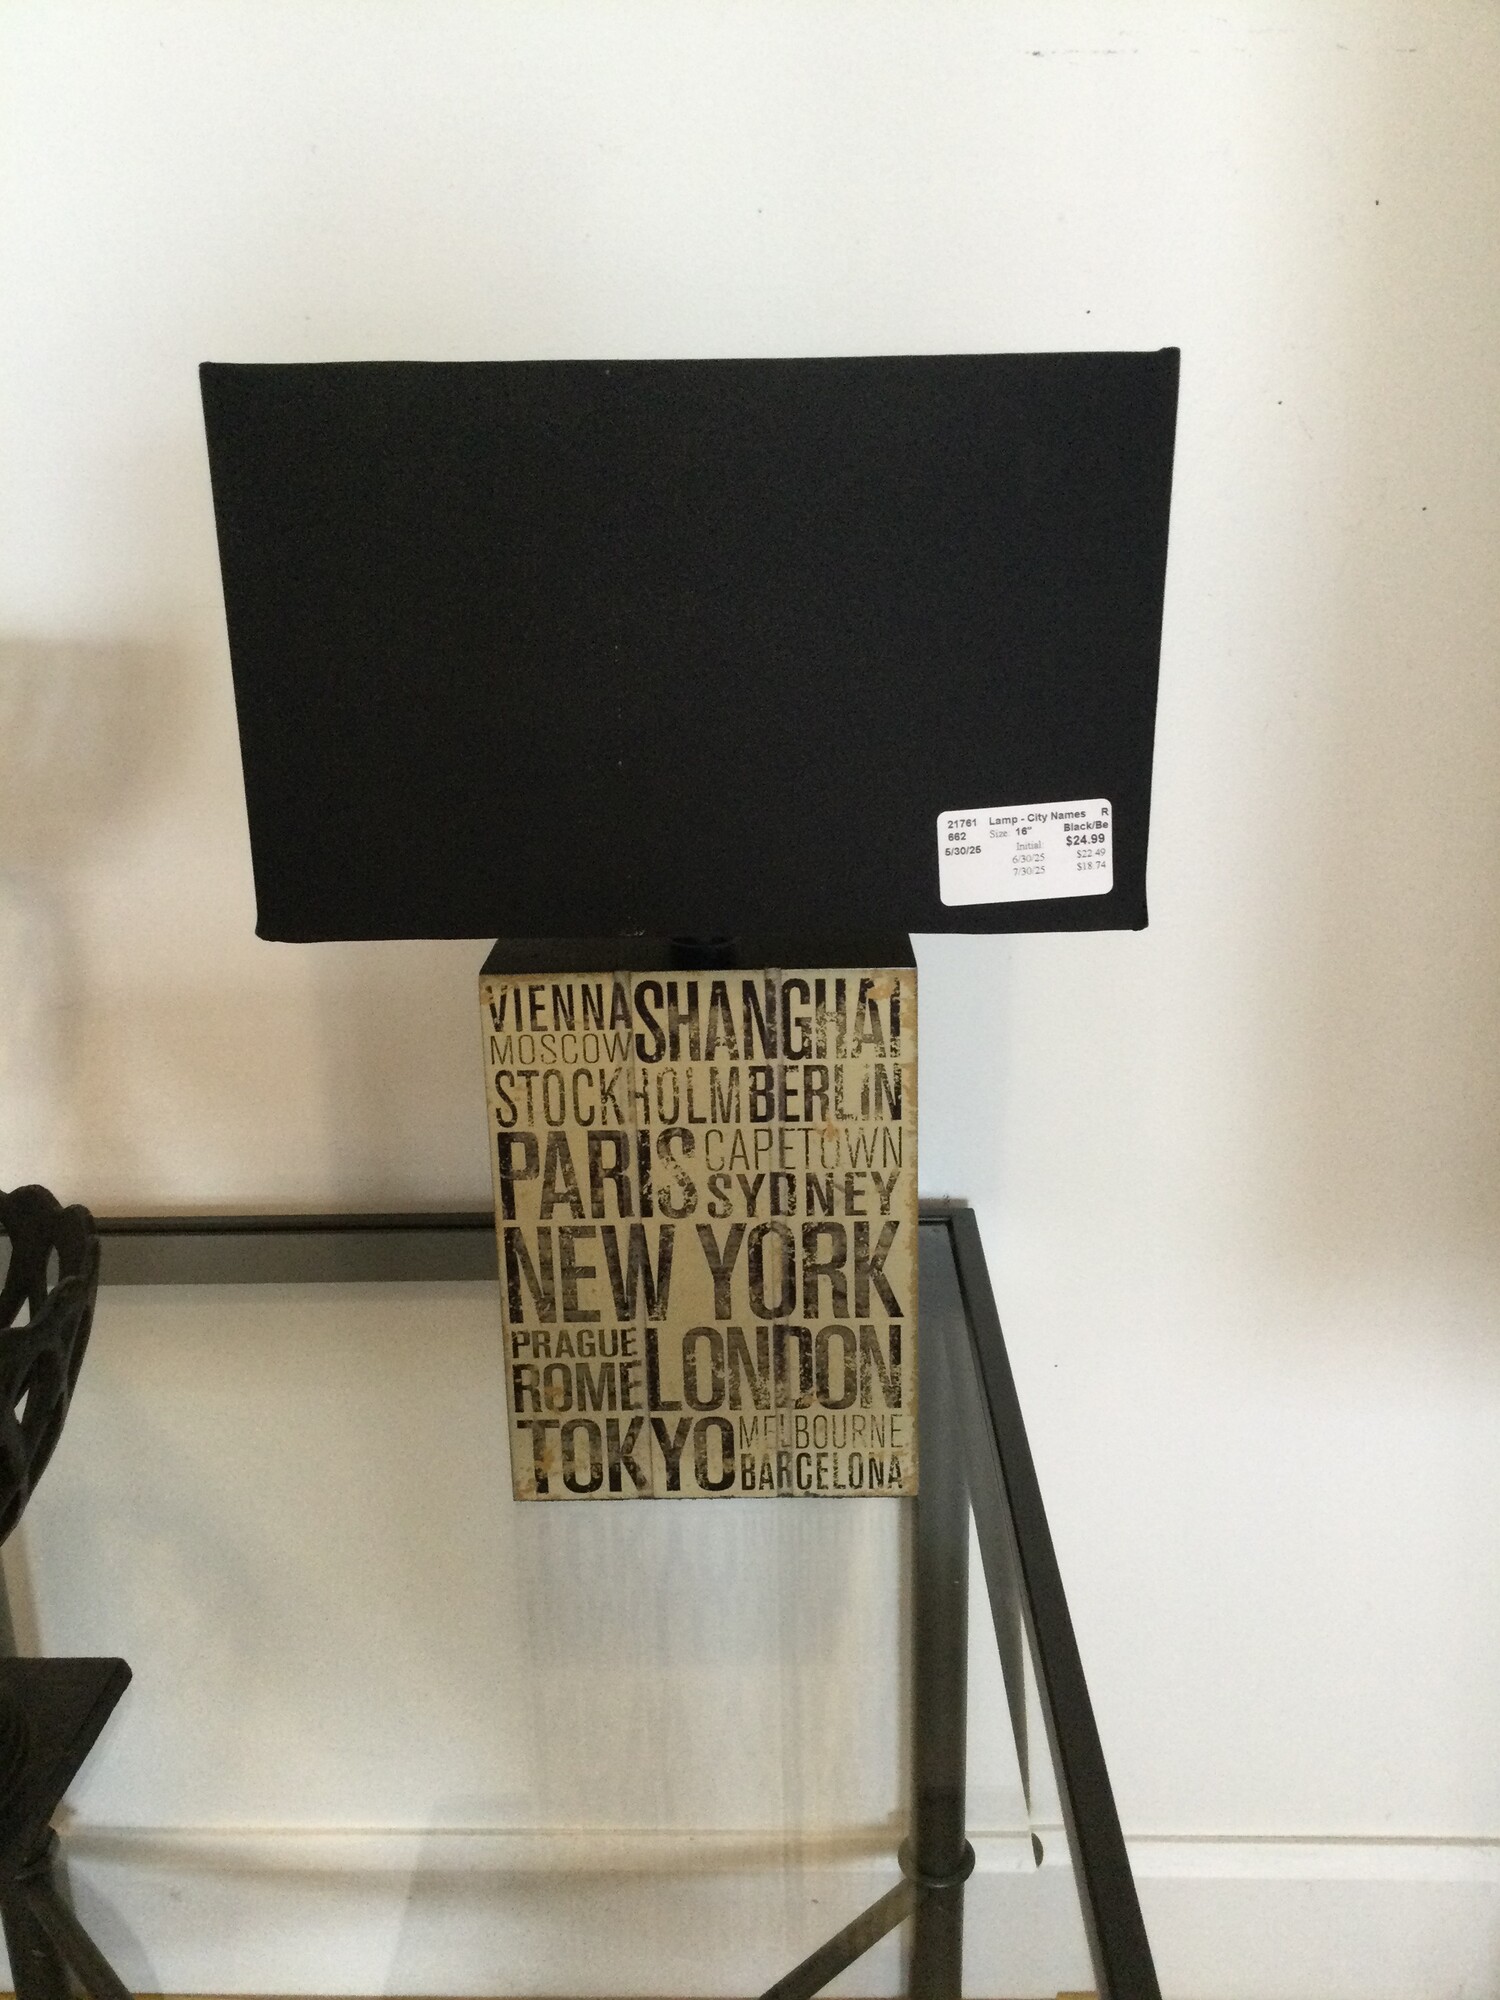 21761 Lamp - City Names R
662 Size: 16" Black/Be
5/30/25 Initial: $24.99
6/30/25 $22.49
7/30/25 $18.74
VIENNA SHANGHAI
MOSCOW
STOCKHOLM BERLIN
PARIS CAPETOWN
SYDNEY
NEW YORK
PRAGUE LONDON
ROME
TOKYO MELBOURNE
BARCELONA